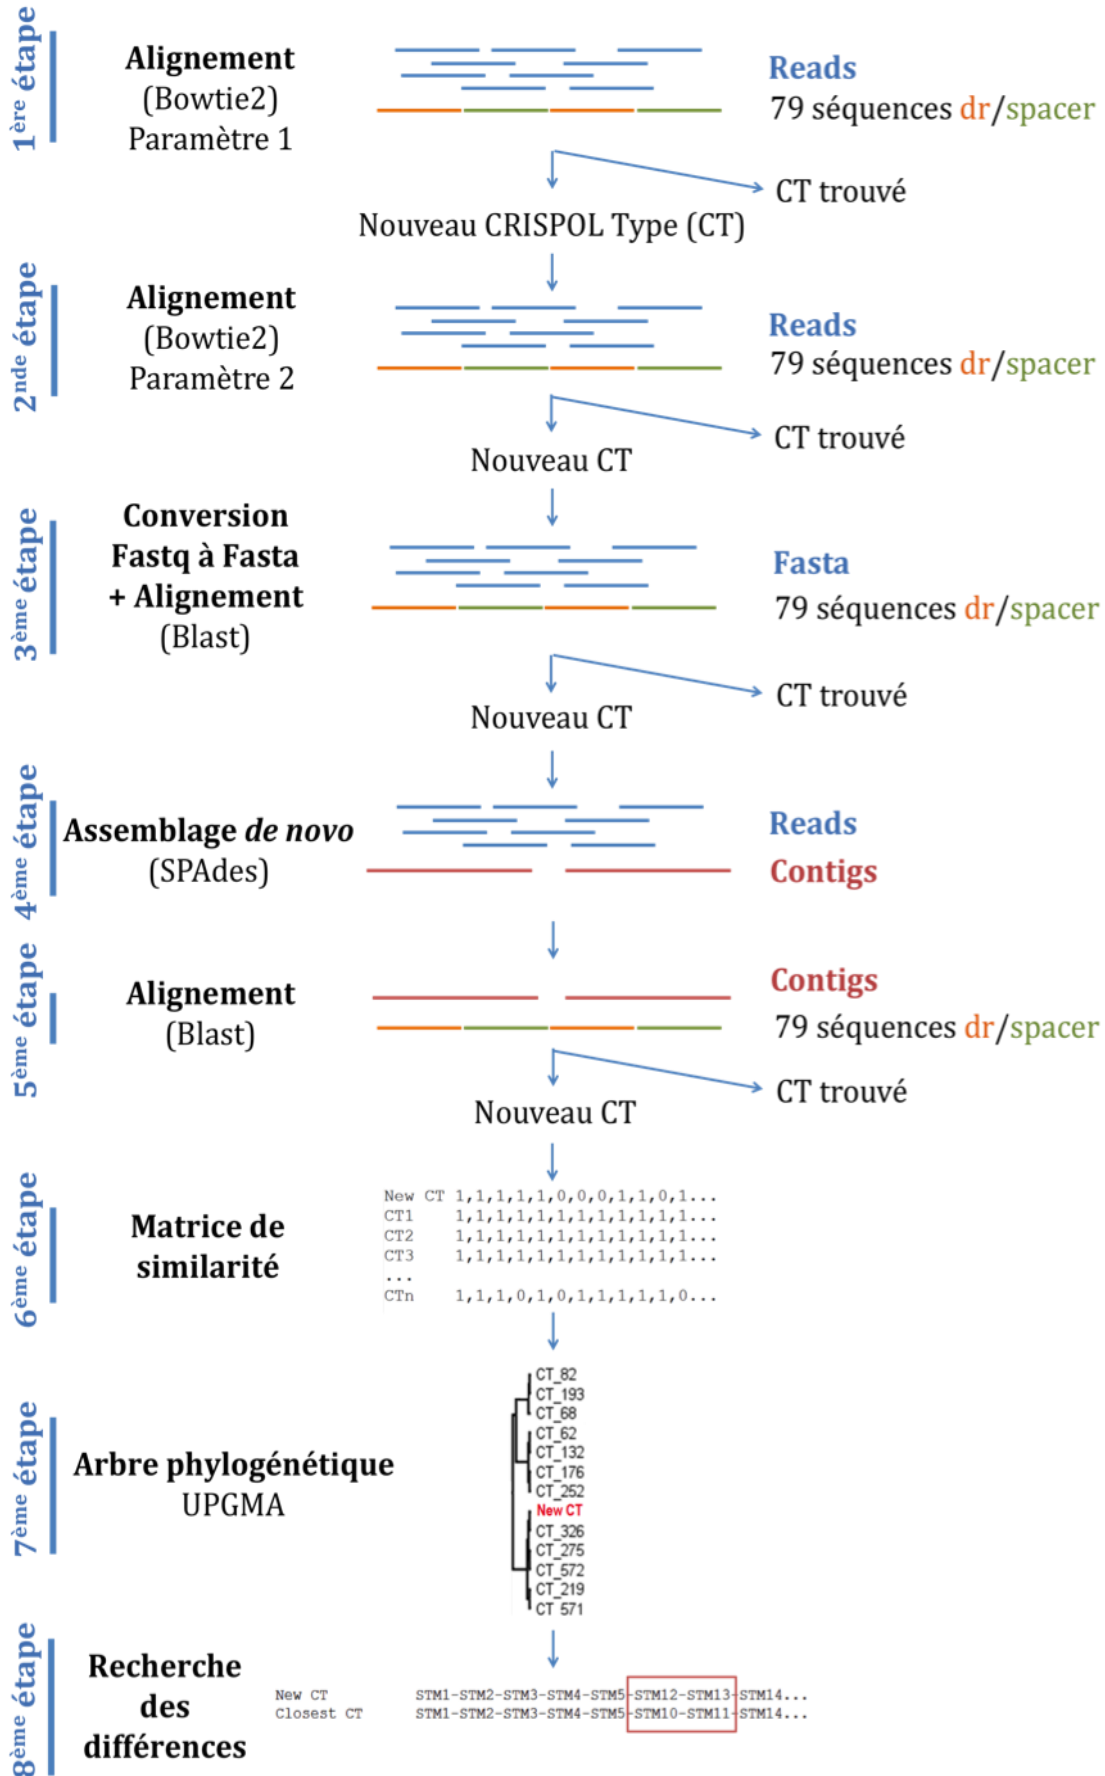 1ère étape
Alignement
(Bowtie2)
Paramètre 1
Reads
79 séquences dr/spacer
CT trouvé
Nouveau CRISPOL Type (CT)
2nde étape
Alignement
(Bowtie2)
Paramètre 2
Reads
79 séquences dr/spacer
CT trouvé
Nouveau CT
3ème étape
Conversion
Fastq à Fasta
+ Alignement
(Blast)
Fasta
79 séquences dr/spacer
CT trouvé
Nouveau CT
4ème étape
Assemblage de novo
(SPAdes)
Reads
Contigs
5ème étape
Alignement
(Blast)
Contigs
79 séquences dr/spacer
CT trouvé
Nouveau CT
6ème étape
Matrice de
similarité
New CT 1,1,1,1,1,0,0,0,1,1,0,1...
CT1 1,1,1,1,1,1,1,1,1,1,1,1...
CT2 1,1,1,1,1,1,1,1,1,1,1,1...
CT3 1,1,1,1,1,1,1,1,1,1,1,1...
...
CTn 1,1,1,0,1,0,1,1,1,1,1,0...
7ème étape
Arbre phylogénétique
UPGMA
CT_82
CT_193
CT_68
CT_62
CT_132
CT_176
CT_252
New CT
CT_326
CT_275
CT_572
CT_219
CT_571
8ème étape
Recherche
des
différences
New CT STM1-STM2-STM3-STM4-STM5-STM12-STM13-STM14...
Closest CT STM1-STM2-STM3-STM4-STM5-STM10-STM11-STM14...